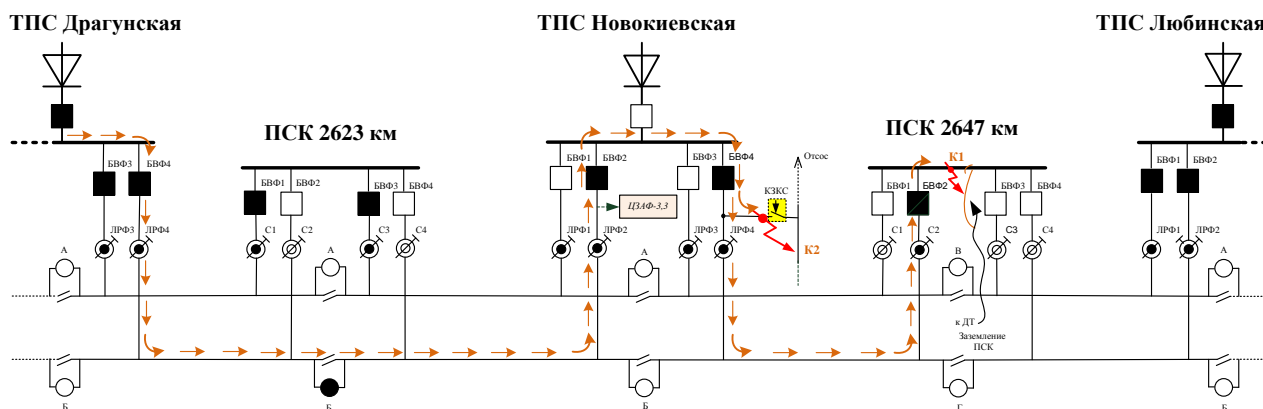 ТПС Драгунская
ТПС Новокиевская
ТПС Любинская
ПСК 2623 км
ПСК 2647 км
БВФ3
БВФ4
БВФ1
БВФ2
БВФ3
БВФ4
БВФ1
БВФ2
БВФ3
БВФ4
Отсос
К1
БВФ1
БВФ2
БВФ3
БВФ4
БВФ1
БВФ2
КЗКС
ЦЗАФ-3,3
ЛРФ3
ЛРФ4
С1
С2
С3
С4
ЛРФ1
ЛРФ2
ЛРФ3
ЛРФ4
К2
С1
С2
С3
С4
ЛРФ1
ЛРФ2
А
А
А
В
А
к ДТ
Заземление
ПСК
Б
Б
Б
Г
Б